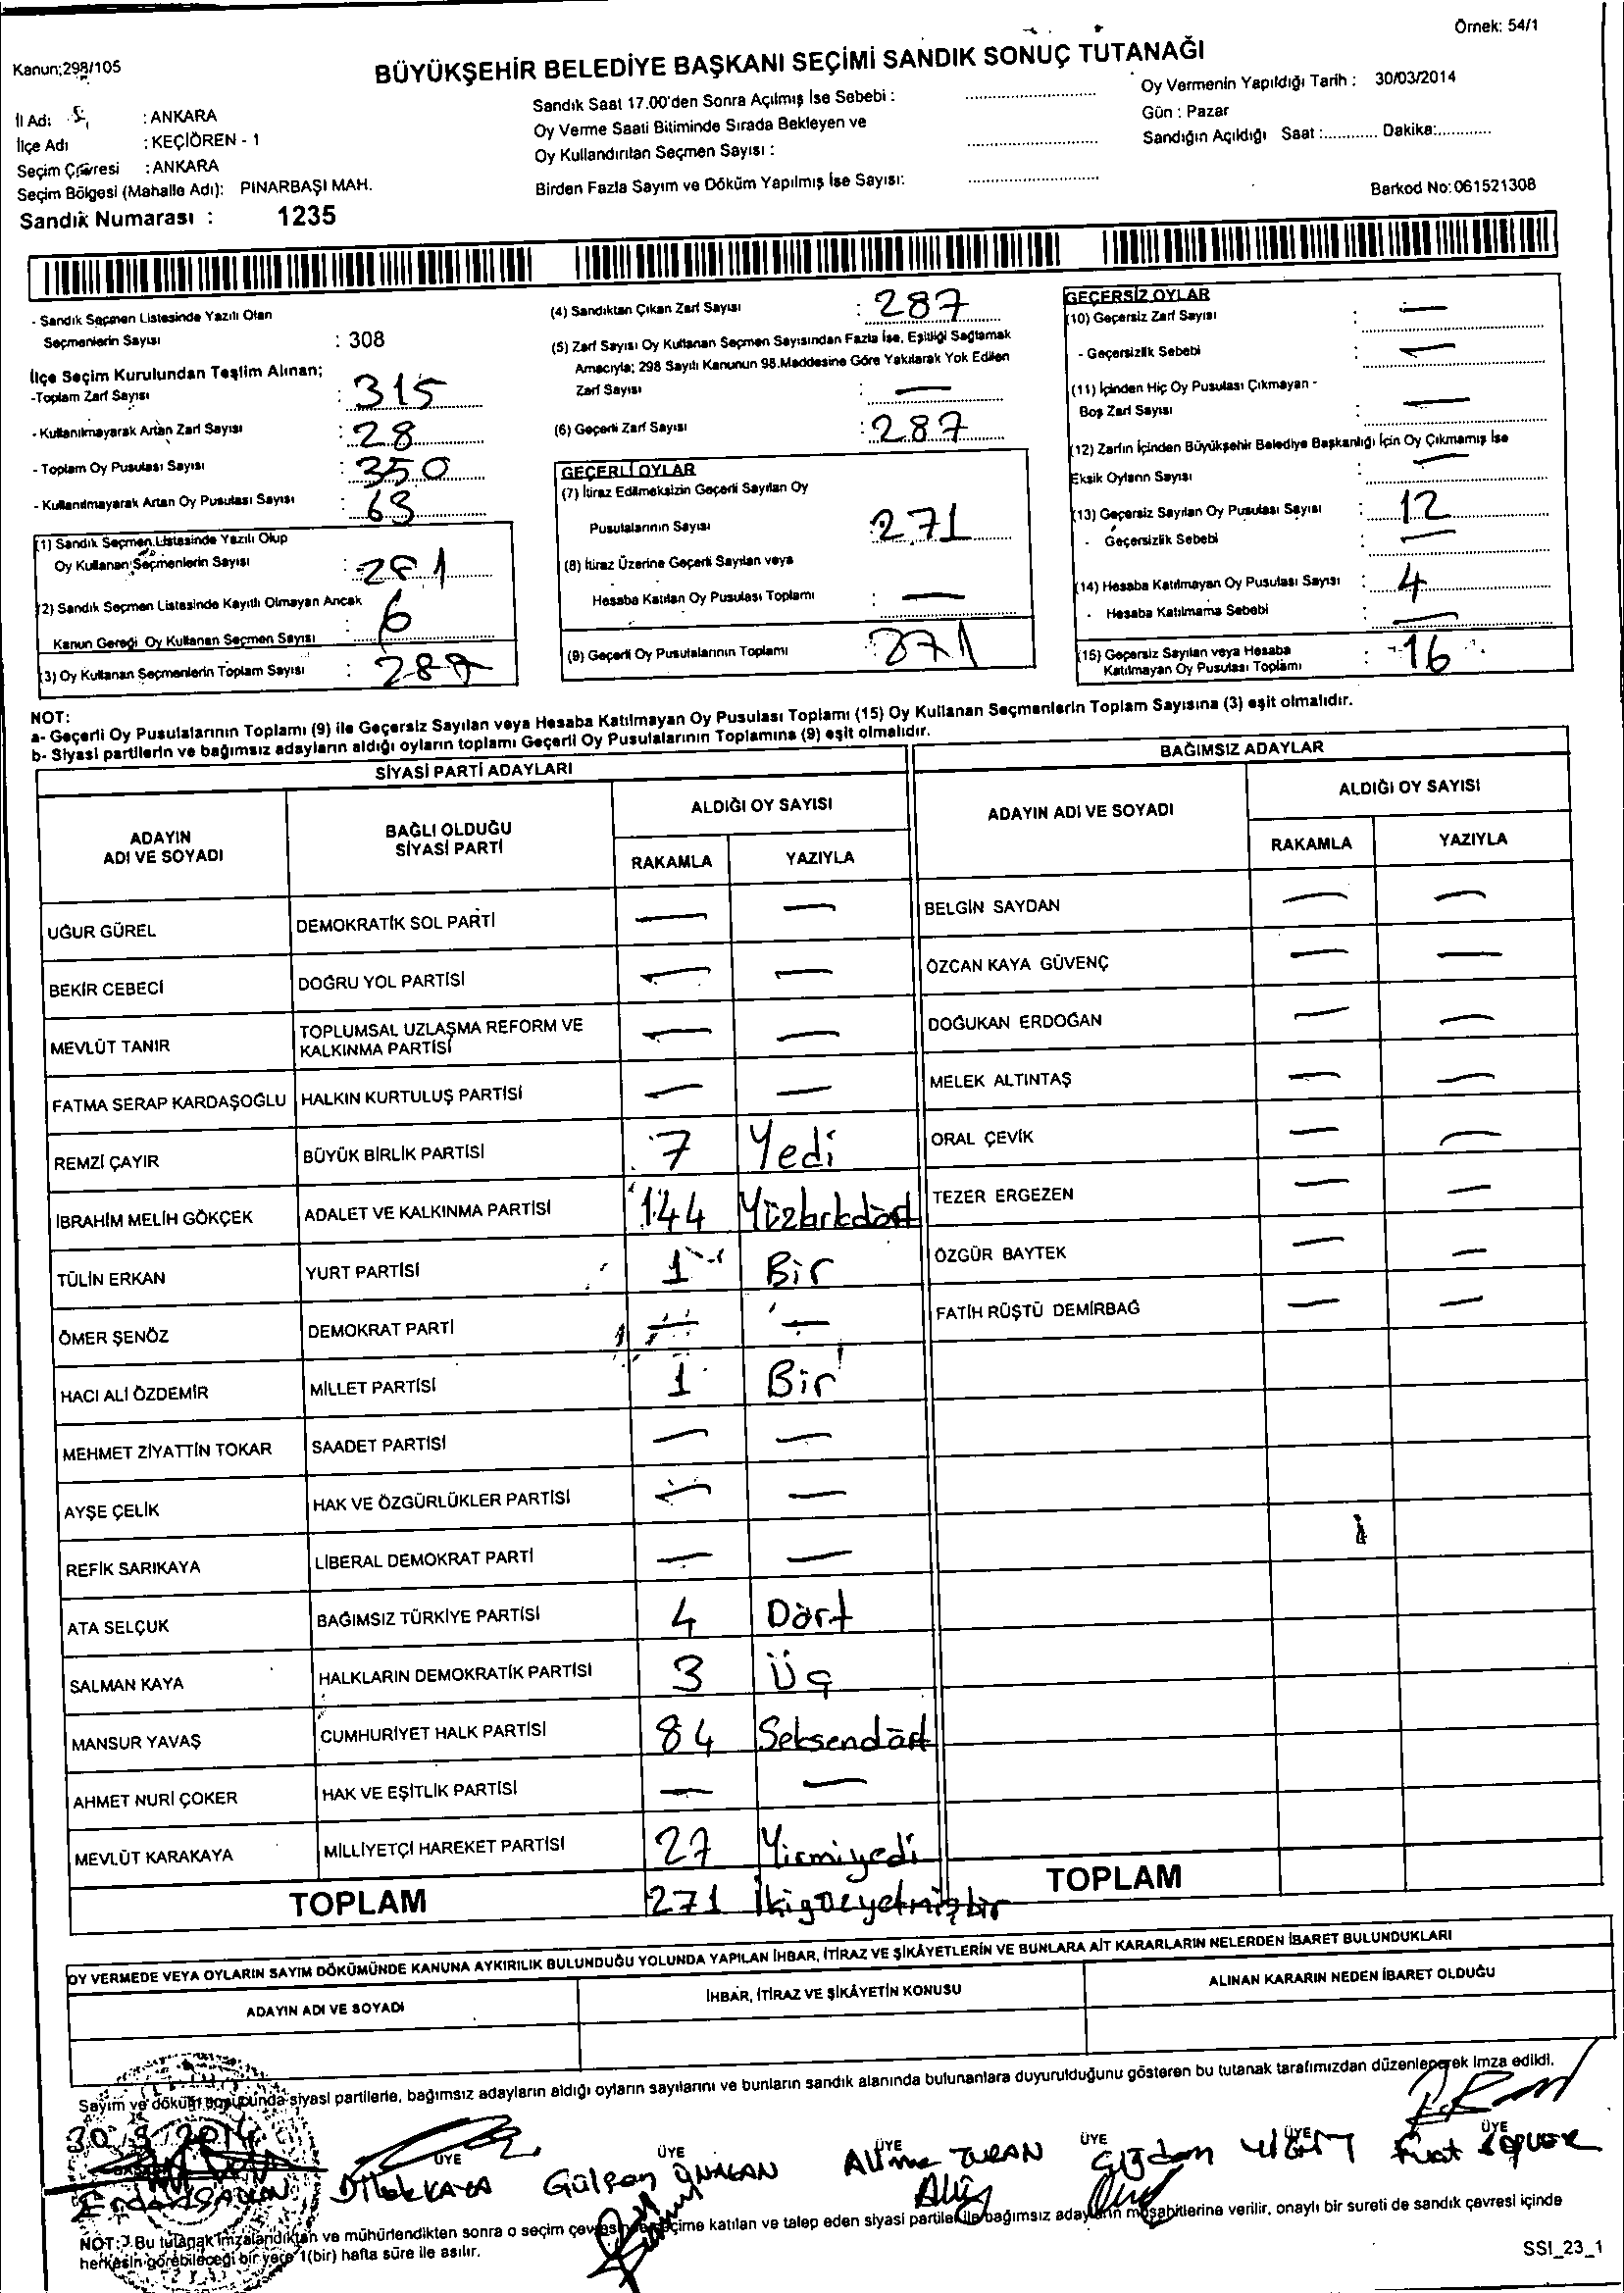 Örnek: 54/1
Kanun;298/105
BÜYÜKŞEHİR BELEDİYE BAŞKANI SEÇİMİ SANDIK SONUÇ TUTANAĞI
İl Adı : ANKARA
İlçe Adı : KEÇİÖREN - 1
Seçim Çevresi : ANKARA
Seçim Bölgesi (Mahalle Adı): PINARBAŞI MAH.
Sandık Numarası : 1235
Sandık Saat 17.00'den Sonra Açılmış İse Sebebi :
Oy Verme Saati Bitiminde Sırada Bekleyen ve
Oy Kullandırılan Seçmen Sayısı :
Birden Fazla Sayım ve Döküm Yapılmış İse Sayısı:
Oy Vermenin Yapıldığı Tarih : 30/03/2014
Gün : Pazar
Sandığın Açıldığı Saat :............ Dakika:............
Barkod No:061521308
- Sandık Seçmen Listesinde Yazılı Olan
Seçmenlerin Sayısı : 308
İlçe Seçim Kurulundan Teslim Alınan;
-Toplam Zarf Sayısı : 315
- Kullanılmayarak Artan Zarf Sayısı : 28
- Toplam Oy Pusulası Sayısı : 350
- Kullanılmayarak Artan Oy Pusulası Sayısı : 63
(1) Sandık Seçmen Listesinde Yazılı Olup
Oy Kullanan Seçmenlerin Sayısı : 281
(2) Sandık Seçmen Listesinde Kayıtlı Olmayan Ancak
Kanun Gereği Oy Kullanan Seçmen Sayısı : 6
(3) Oy Kullanan Seçmenlerin Toplam Sayısı : 287
(4) Sandıktan Çıkan Zarf Sayısı : 287
(5) Zarf Sayısı Oy Kullanan Seçmen Sayısından Fazla İse, Eşitliği Sağlamak
Amacıyla; 298 Sayılı Kanunun 98.Maddesine Göre Yakılarak Yok Edilen
Zarf Sayısı : —
(6) Geçerli Zarf Sayısı : 287
GEÇERLİ OYLAR
(7) İtiraz Edilmeksizin Geçerli Sayılan Oy
Pusulalarının Sayısı : 271
(8) İtiraz Üzerine Geçerli Sayılan veya
Hesaba Katılan Oy Pusulası Toplamı : —
(9) Geçerli Oy Pusulalarının Toplamı : 271
GEÇERSİZ OYLAR
(10) Geçersiz Zarf Sayısı : —
- Geçersizlik Sebebi : —
(11) İçinden Hiç Oy Pusulası Çıkmayan -
Boş Zarf Sayısı : —
(12) Zarfın İçinden Büyükşehir Belediye Başkanlığı İçin Oy Çıkmamış İse
Eksik Oyların Sayısı : —
(13) Geçersiz Sayılan Oy Pusulası Sayısı : 12
- Geçersizlik Sebebi : —
(14) Hesaba Katılmayan Oy Pusulası Sayısı : 4
- Hesaba Katılmama Sebebi : —
(15) Geçersiz Sayılan veya Hesaba
Katılmayan Oy Pusulası Toplamı : 16
NOT:
a- Geçerli Oy Pusulalarının Toplamı (9) ile Geçersiz Sayılan veya Hesaba Katılmayan Oy Pusulası Toplamı (15) Oy Kullanan Seçmenlerin Toplam Sayısına (3) eşit olmalıdır.
b- Siyasi partilerin ve bağımsız adayların aldığı oyların toplamı Geçerli Oy Pusulalarının Toplamına (9) eşit olmalıdır.
SİYASİ PARTİ ADAYLARI
ADAYIN ADI VE SOYADI BAĞLI OLDUĞU SİYASİ PARTİ ALDIĞI OY SAYISI
RAKAMLA YAZIYLA
UĞUR GÜREL DEMOKRATİK SOL PARTİ — —
BEKİR CEBECİ DOĞRU YOL PARTİSİ — —
MEVLÜT TANIR TOPLUMSAL UZLAŞMA REFORM VE KALKINMA PARTİSİ — —
FATMA SERAP KARDAŞOĞLU HALKIN KURTULUŞ PARTİSİ — —
REMZİ ÇAYIR BÜYÜK BİRLİK PARTİSİ 7 Yedi
İBRAHİM MELİH GÖKÇEK ADALET VE KALKINMA PARTİSİ 144 Yüzkırkdört
TÜLİN ERKAN YURT PARTİSİ 1 Bir
ÖMER ŞENÖZ DEMOKRAT PARTİ — —
HACI ALİ ÖZDEMİR MİLLET PARTİSİ 1 Bir
MEHMET ZİYATTİN TOKAR SAADET PARTİSİ — —
AYŞE ÇELİK HAK VE ÖZGÜRLÜKLER PARTİSİ — —
REFİK SARIKAYA LİBERAL DEMOKRAT PARTİ — —
ATA SELÇUK BAĞIMSIZ TÜRKİYE PARTİSİ 4 Dört
SALMAN KAYA HALKLARIN DEMOKRATİK PARTİSİ 3 Üç
MANSUR YAVAŞ CUMHURİYET HALK PARTİSİ 84 Seksendört
AHMET NURİ ÇOKER HAK VE EŞİTLİK PARTİSİ — —
MEVLÜT KARAKAYA MİLLİYETÇİ HAREKET PARTİSİ 27 Yirmiyedi
TOPLAM 271 İkiyüzyetmişbir
BAĞIMSIZ ADAYLAR
ADAYIN ADI VE SOYADI ALDIĞI OY SAYISI
RAKAMLA YAZIYLA
BELGİN SAYDAN — —
ÖZCAN KAYA GÜVENÇ — —
DOĞUKAN ERDOĞAN — —
MELEK ALTINTAŞ — —
ORAL ÇEVİK — —
TEZER ERGEZEN — —
ÖZGÜR BAYTEK — —
FATİH RÜŞTÜ DEMİRBAĞ — —
TOPLAM
OY VERMEDE VEYA OYLARIN SAYIM DÖKÜMÜNDE KANUNA AYKIRILIK BULUNDUĞU YOLUNDA YAPILAN İHBAR, İTİRAZ VE ŞİKÂYETLERİN VE BUNLARA AİT KARARLARIN NELERDEN İBARET BULUNDUKLARI
ADAYIN ADI VE SOYADI İHBAR, İTİRAZ VE ŞİKÂYETİN KONUSU ALINAN KARARIN NEDEN İBARET OLDUĞU
Sayım ve döküm sonucunda siyasi partilerle, bağımsız adayların aldığı oyların sayılarını ve bunların sandık alanında bulunanlara duyurulduğunu gösteren bu tutanak tarafımızdan düzenlenerek imza edildi.
30 3 2014
ÜYE ÜYE ÜYE ÜYE ÜYE ÜYE
Dilek KAYA Gülşen Alime TURAN Çiğdem YİĞİT Fuat
NOT: Bu tutanak imzalandıktan ve mühürlendikten sonra o seçim çevresinde seçime katılan ve talep eden siyasi partiler ile bağımsız adayların müşahitlerine verilir, onaylı bir sureti de sandık çevresi içinde
herkesin görebileceği bir yere 1(bir) hafta süre ile asılır.
SSI_23_1